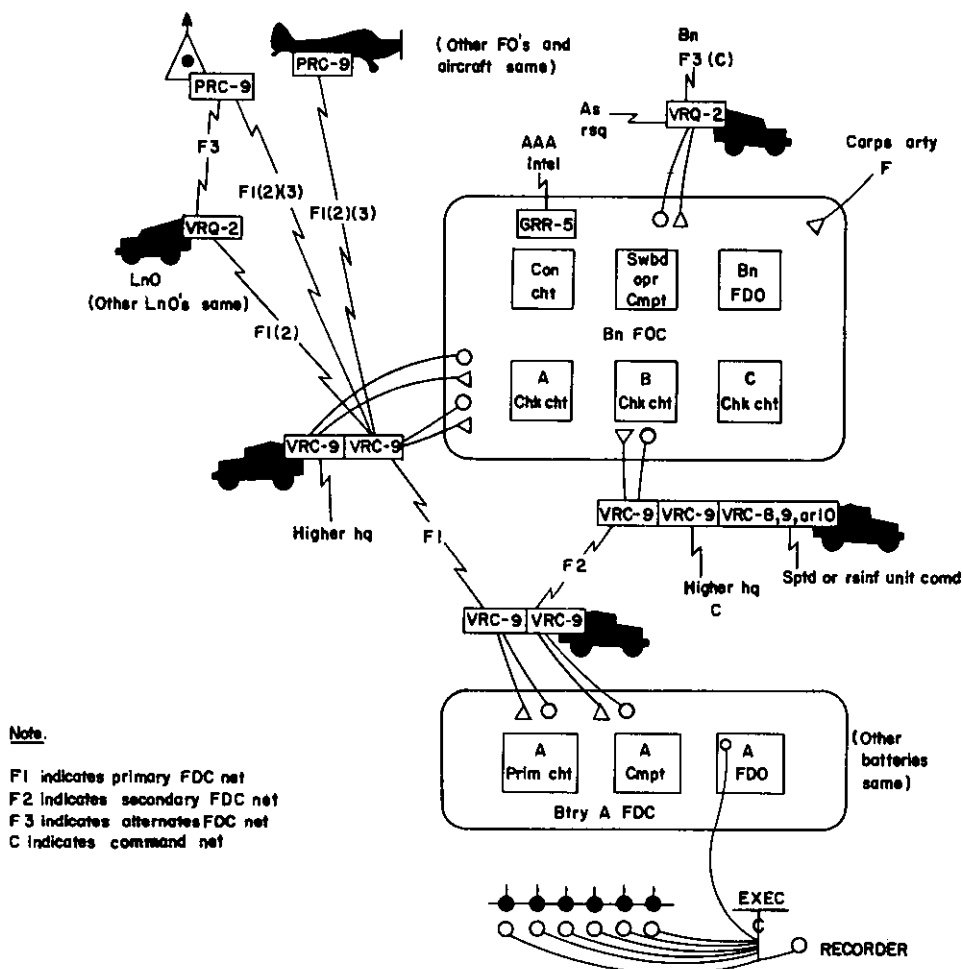 PRC-9
PRC-9
(Other FO's and
aircraft same)
Bn
F3 (C)
As
rsq
VRQ-2
Corps arty
F
F3
F1(2)(3)
F1(2)(3)
AAA
Intel
GRR-5
VRQ-2
LnO
(Other LnO's same)
F1(2)
Con
cht
Swbd
opr
Cmpt
Bn
FDO
Bn FDC
A
Chk cht
B
Chk cht
C
Chk cht
VRC-9
VRC-9
Higher hq
F1
VRC-9
VRC-9
VRC-8,9,or10
F2
Higher hq
C
Sptd or reinf unit comd
VRC-9
VRC-9
Note.
F1 indicates primary FDC net
F2 indicates secondary FDC net
F3 indicates alternates FDC net
C indicates command net
A
Prim cht
A
Cmpt
A
FDO
Btry A FDC
(Other
batteries
same)
EXEC
RECORDER